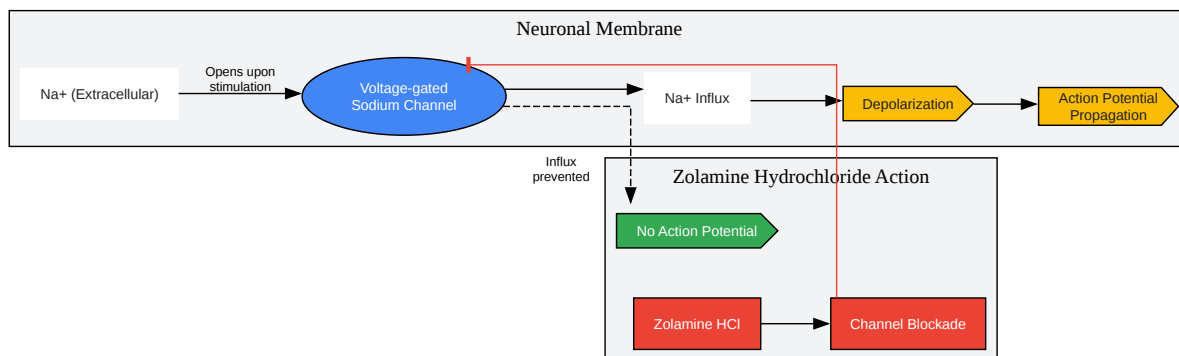 Neuronal Membrane
Na+ (Extracellular)
Opens upon
stimulation
Voltage-gated
Sodium Channel
Na+ Influx
Depolarization
Action Potential
Propagation
Influx
prevented
Zolamine Hydrochloride Action
No Action Potential
Zolamine HCl
Channel Blockade